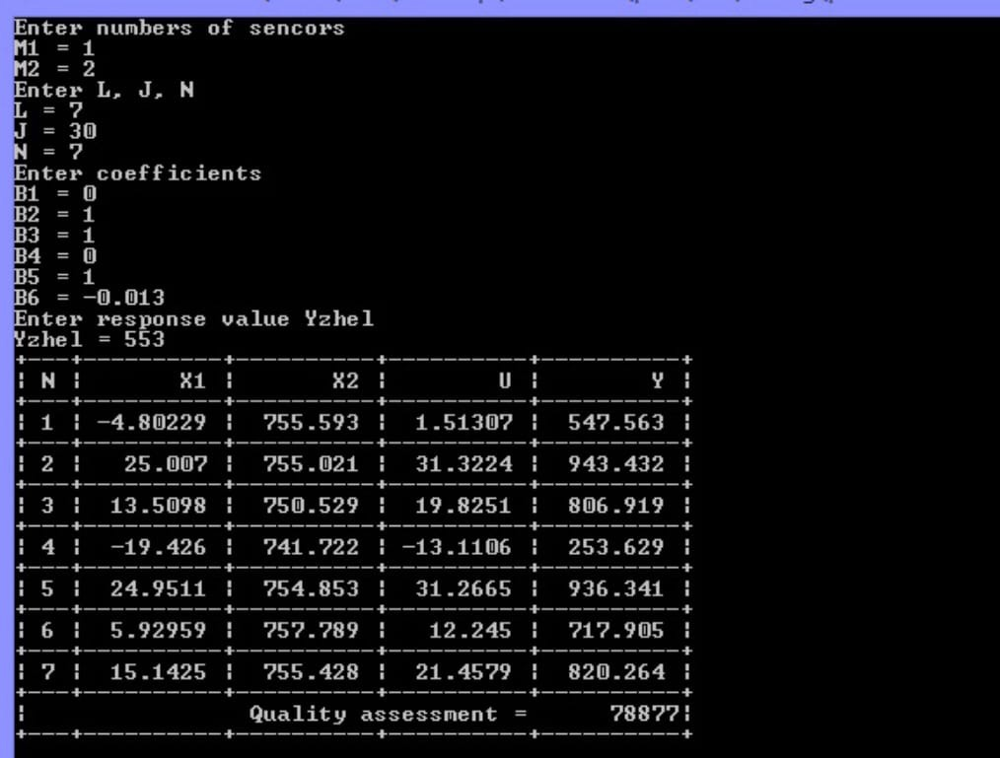 Enter numbers of sencors
M1 = 1
M2 = 2
Enter L, J, N
L = 7
J = 30
N = 7
Enter coefficients
B1 = 0
B2 = 1
B3 = 1
B4 = 0
B5 = 1
B6 = -0.013
Enter response value Yzhel
Yzhel = 553
N X1 X2 U Y
1 -4.80229 755.593 1.51307 547.563
2 25.007 755.021 31.3224 943.432
3 13.5098 750.529 19.8251 806.919
4 -19.426 741.722 -13.1106 253.629
5 24.9511 754.853 31.2665 936.341
6 5.92959 757.789 12.245 717.905
7 15.1425 755.428 21.4579 820.264
Quality assessment = 78877